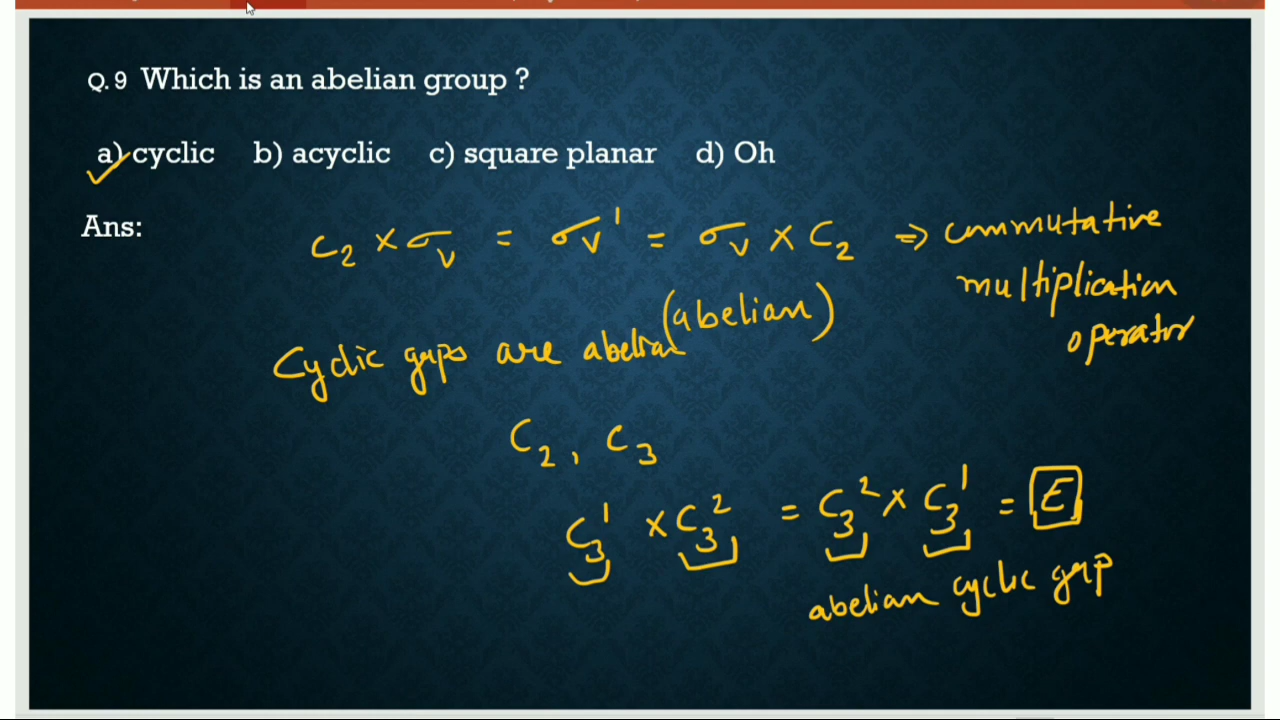 Q. 9 Which is an abelian group ?
a) cyclic b) acyclic c) square planar d) Oh
Ans:
C₂ × σᵥ = σᵥ' = σᵥ × C₂ ⇒ commutative
multiplication
operator
(abelian)
Cyclic grps are abelian
C₂, C₃
C₃¹ × C₃² = C₃² × C₃¹ = E
abelian cyclic grp